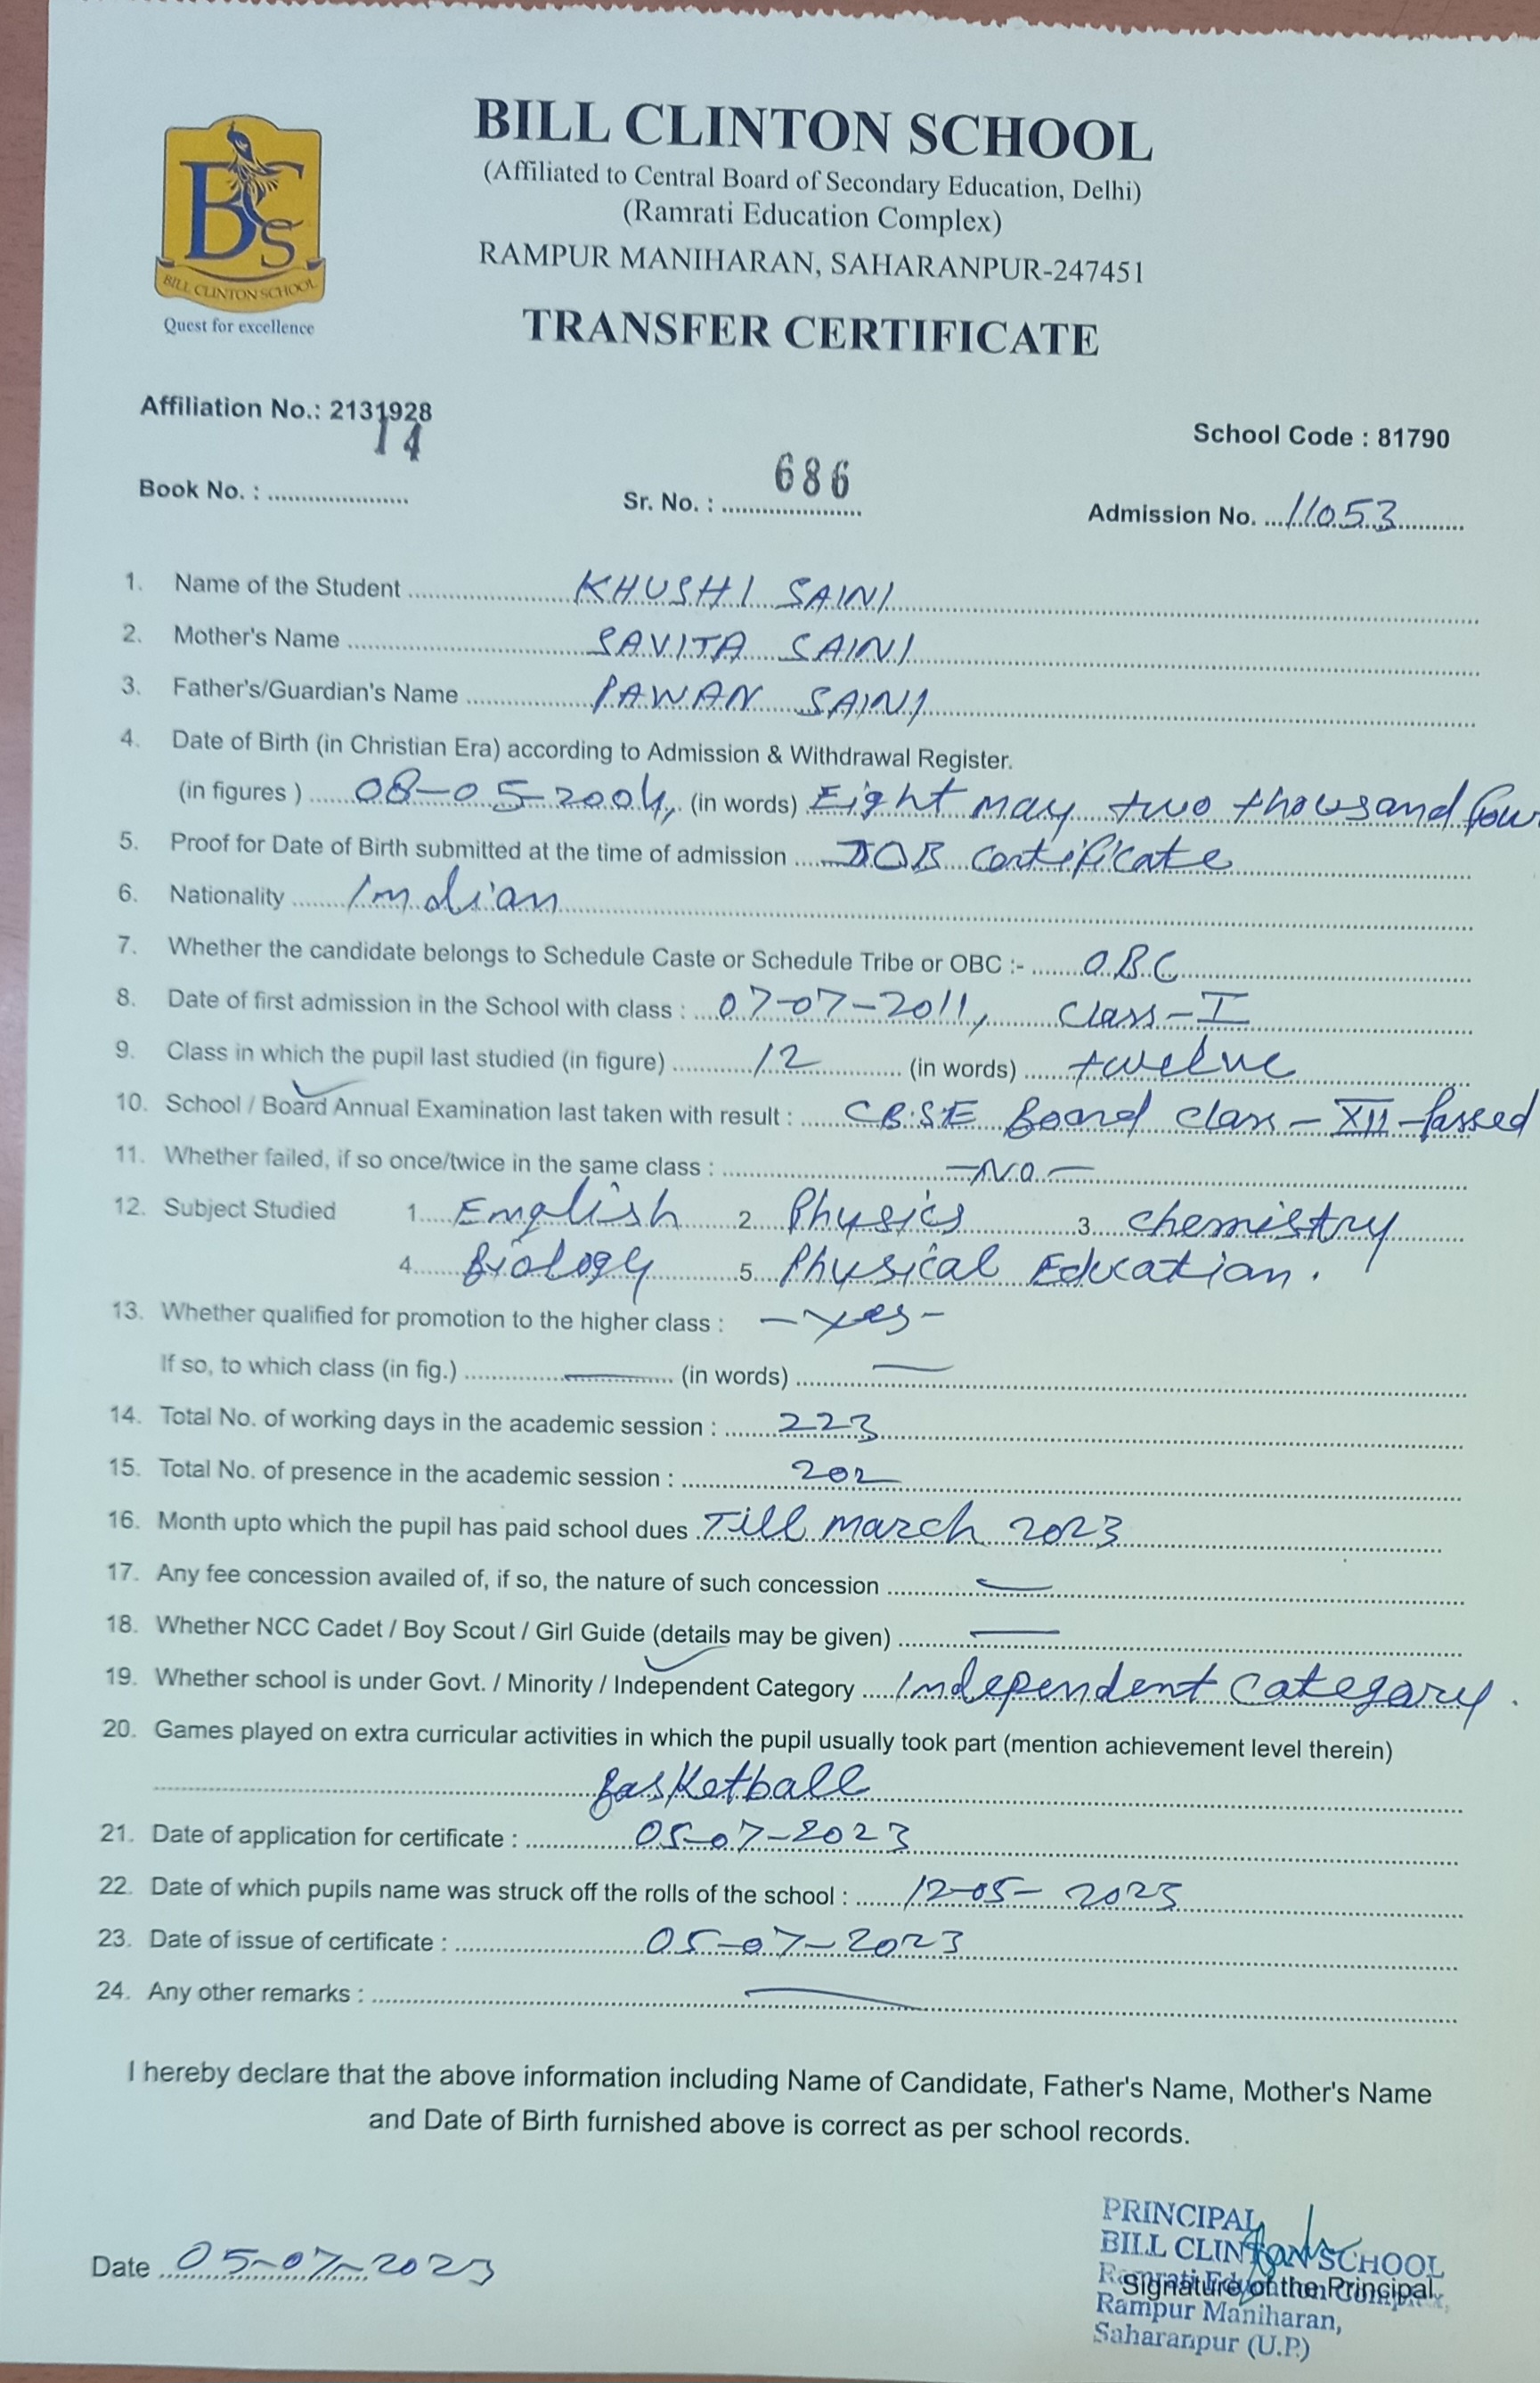 BILL CLINTON SCHOOL
(Affiliated to Central Board of Secondary Education, Delhi)
(Ramrati Education Complex)
RAMPUR MANIHARAN, SAHARANPUR-247451
BCS
BILL CLINTON SCHOOL
Quest for excellence
TRANSFER CERTIFICATE
Affiliation No.: 2131928
School Code : 81790
Book No. : 14 Sr. No. : 686 Admission No. 11053
1. Name of the Student KHUSHI SAINI
2. Mother's Name SAVITA SAINI
3. Father's/Guardian's Name PAWAN SAINI
4. Date of Birth (in Christian Era) according to Admission & Withdrawal Register.
(in figures ) 08-05-2004, (in words) Eight may two thousand four
5. Proof for Date of Birth submitted at the time of admission DOB Certificate
6. Nationality Indian
7. Whether the candidate belongs to Schedule Caste or Schedule Tribe or OBC :- O.B.C
8. Date of first admission in the School with class : 07-07-2011, Class-I
9. Class in which the pupil last studied (in figure) 12 (in words) twelve
10. School / Board Annual Examination last taken with result : C.B.S.E Board class-XII-Passed
11. Whether failed, if so once/twice in the same class : -No-
12. Subject Studied 1. English 2. Physics 3. chemistry
4. Biology 5. Physical Education.
13. Whether qualified for promotion to the higher class : -yes-
If so, to which class (in fig.) — (in words) —
14. Total No. of working days in the academic session : 223
15. Total No. of presence in the academic session : 202
16. Month upto which the pupil has paid school dues Till march 2023
17. Any fee concession availed of, if so, the nature of such concession —
18. Whether NCC Cadet / Boy Scout / Girl Guide (details may be given) —
19. Whether school is under Govt. / Minority / Independent Category Independent Category.
20. Games played on extra curricular activities in which the pupil usually took part (mention achievement level therein)
Basketball
21. Date of application for certificate : 05-07-2023
22. Date of which pupils name was struck off the rolls of the school : 12-05-2023
23. Date of issue of certificate : 05-07-2023
24. Any other remarks : —
I hereby declare that the above information including Name of Candidate, Father's Name, Mother's Name
and Date of Birth furnished above is correct as per school records.
Date 05-07-2023
PRINCIPAL
BILL CLINTON SCHOOL
Ramrati Education Complex,
Signature of the Principal
Rampur Maniharan,
Saharanpur (U.P.)